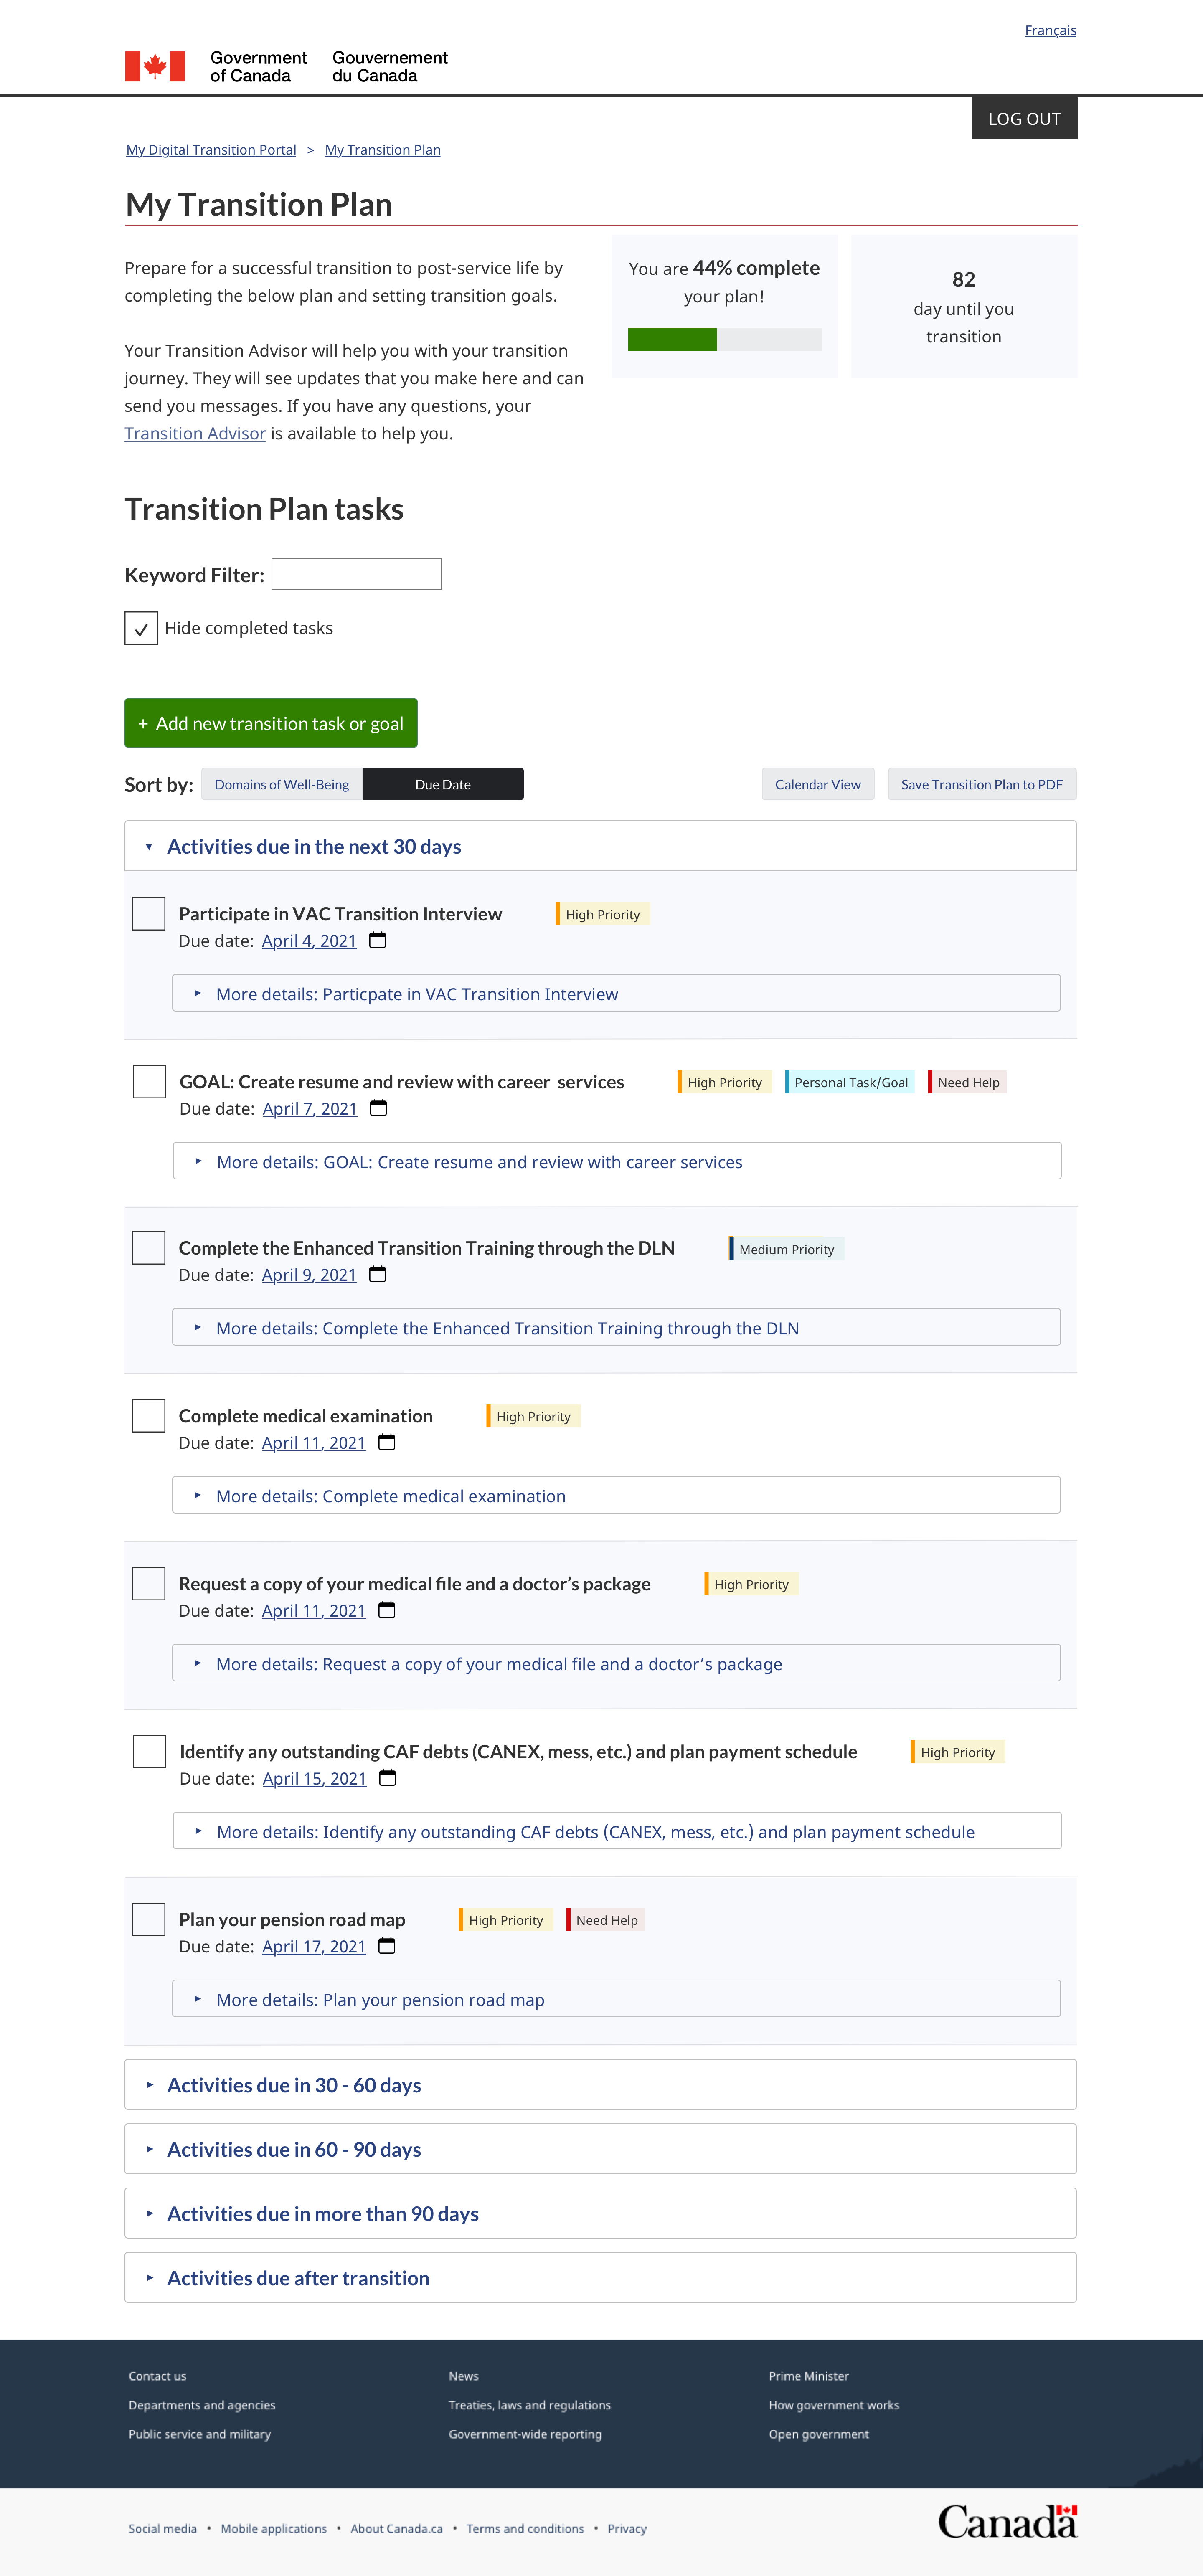 Français
Government of Canada
Gouvernement du Canada
LOG OUT
My Digital Transition Portal > My Transition Plan
My Transition Plan
Prepare for a successful transition to post-service life by
completing the below plan and setting transition goals.
Your Transition Advisor will help you with your transition
journey. They will see updates that you make here and can
send you messages. If you have any questions, your
Transition Advisor is available to help you.
You are 44% complete
your plan!
82
day until you
transition
Transition Plan tasks
Keyword Filter:
Hide completed tasks
+ Add new transition task or goal
Sort by: Domains of Well-Being Due Date Calendar View Save Transition Plan to PDF
Activities due in the next 30 days
Participate in VAC Transition Interview High Priority
Due date: April 4, 2021
More details: Particpate in VAC Transition Interview
GOAL: Create resume and review with career services High Priority Personal Task/Goal Need Help
Due date: April 7, 2021
More details: GOAL: Create resume and review with career services
Complete the Enhanced Transition Training through the DLN Medium Priority
Due date: April 9, 2021
More details: Complete the Enhanced Transition Training through the DLN
Complete medical examination High Priority
Due date: April 11, 2021
More details: Complete medical examination
Request a copy of your medical file and a doctor’s package High Priority
Due date: April 11, 2021
More details: Request a copy of your medical file and a doctor’s package
Identify any outstanding CAF debts (CANEX, mess, etc.) and plan payment schedule High Priority
Due date: April 15, 2021
More details: Identify any outstanding CAF debts (CANEX, mess, etc.) and plan payment schedule
Plan your pension road map High Priority Need Help
Due date: April 17, 2021
More details: Plan your pension road map
Activities due in 30 - 60 days
Activities due in 60 - 90 days
Activities due in more than 90 days
Activities due after transition
Contact us News Prime Minister
Departments and agencies Treaties, laws and regulations How government works
Public service and military Government-wide reporting Open government
Social media • Mobile applications • About Canada.ca • Terms and conditions • Privacy
Canada